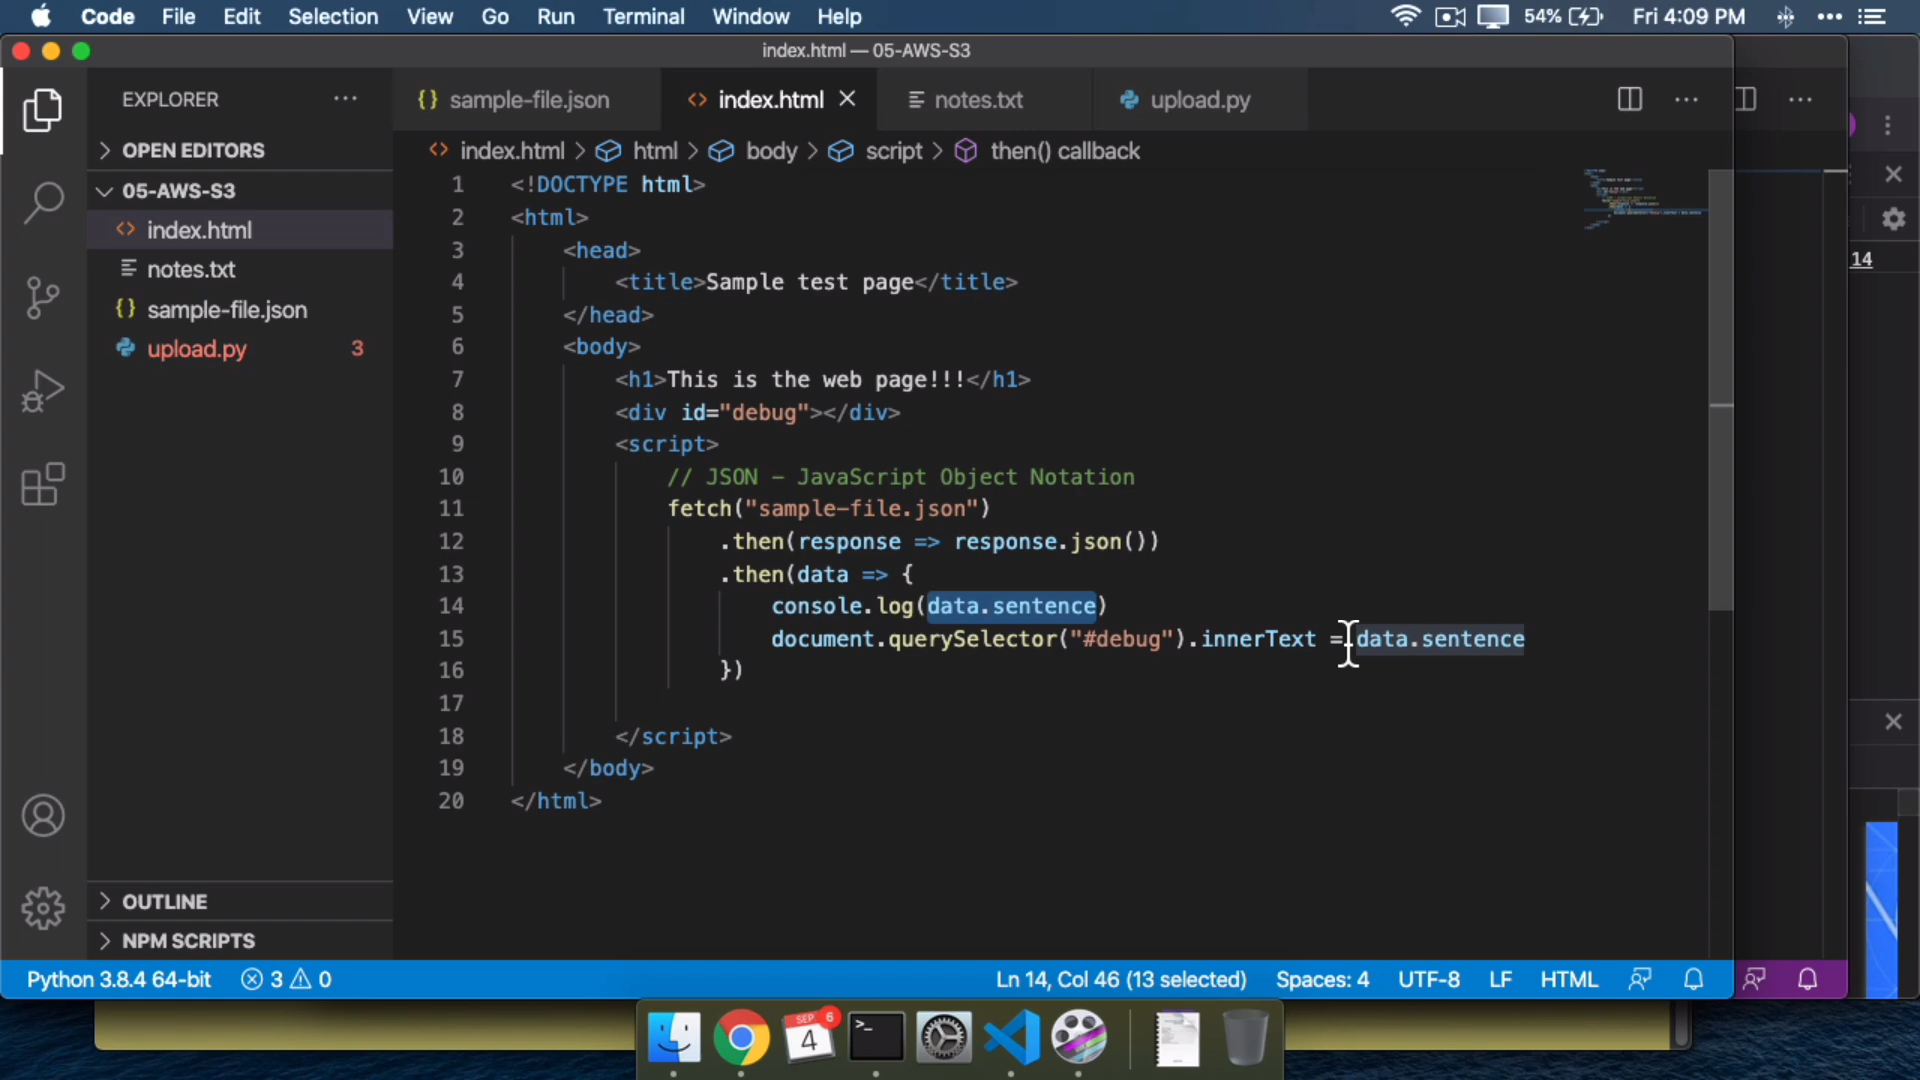 Code File Edit Selection View Go Run Terminal Window Help 54% Fri 4:09 PM
index.html — 05-AWS-S3
EXPLORER
sample-file.json index.html notes.txt upload.py
OPEN EDITORS
index.html > html > body > script > then() callback
05-AWS-S3
index.html
notes.txt
sample-file.json
upload.py 3
1 <!DOCTYPE html>
2 <html>
3 <head>
4 <title>Sample test page</title>
5 </head>
6 <body>
7 <h1>This is the web page!!!</h1>
8 <div id="debug"></div>
9 <script>
10 // JSON - JavaScript Object Notation
11 fetch("sample-file.json")
12 .then(response => response.json())
13 .then(data => {
14 console.log(data.sentence)
15 document.querySelector("#debug").innerText = data.sentence
16 })
17
18 </script>
19 </body>
20 </html>
14
OUTLINE
NPM SCRIPTS
Python 3.8.4 64-bit 3 0 Ln 14, Col 46 (13 selected) Spaces: 4 UTF-8 LF HTML
SEP 4 6